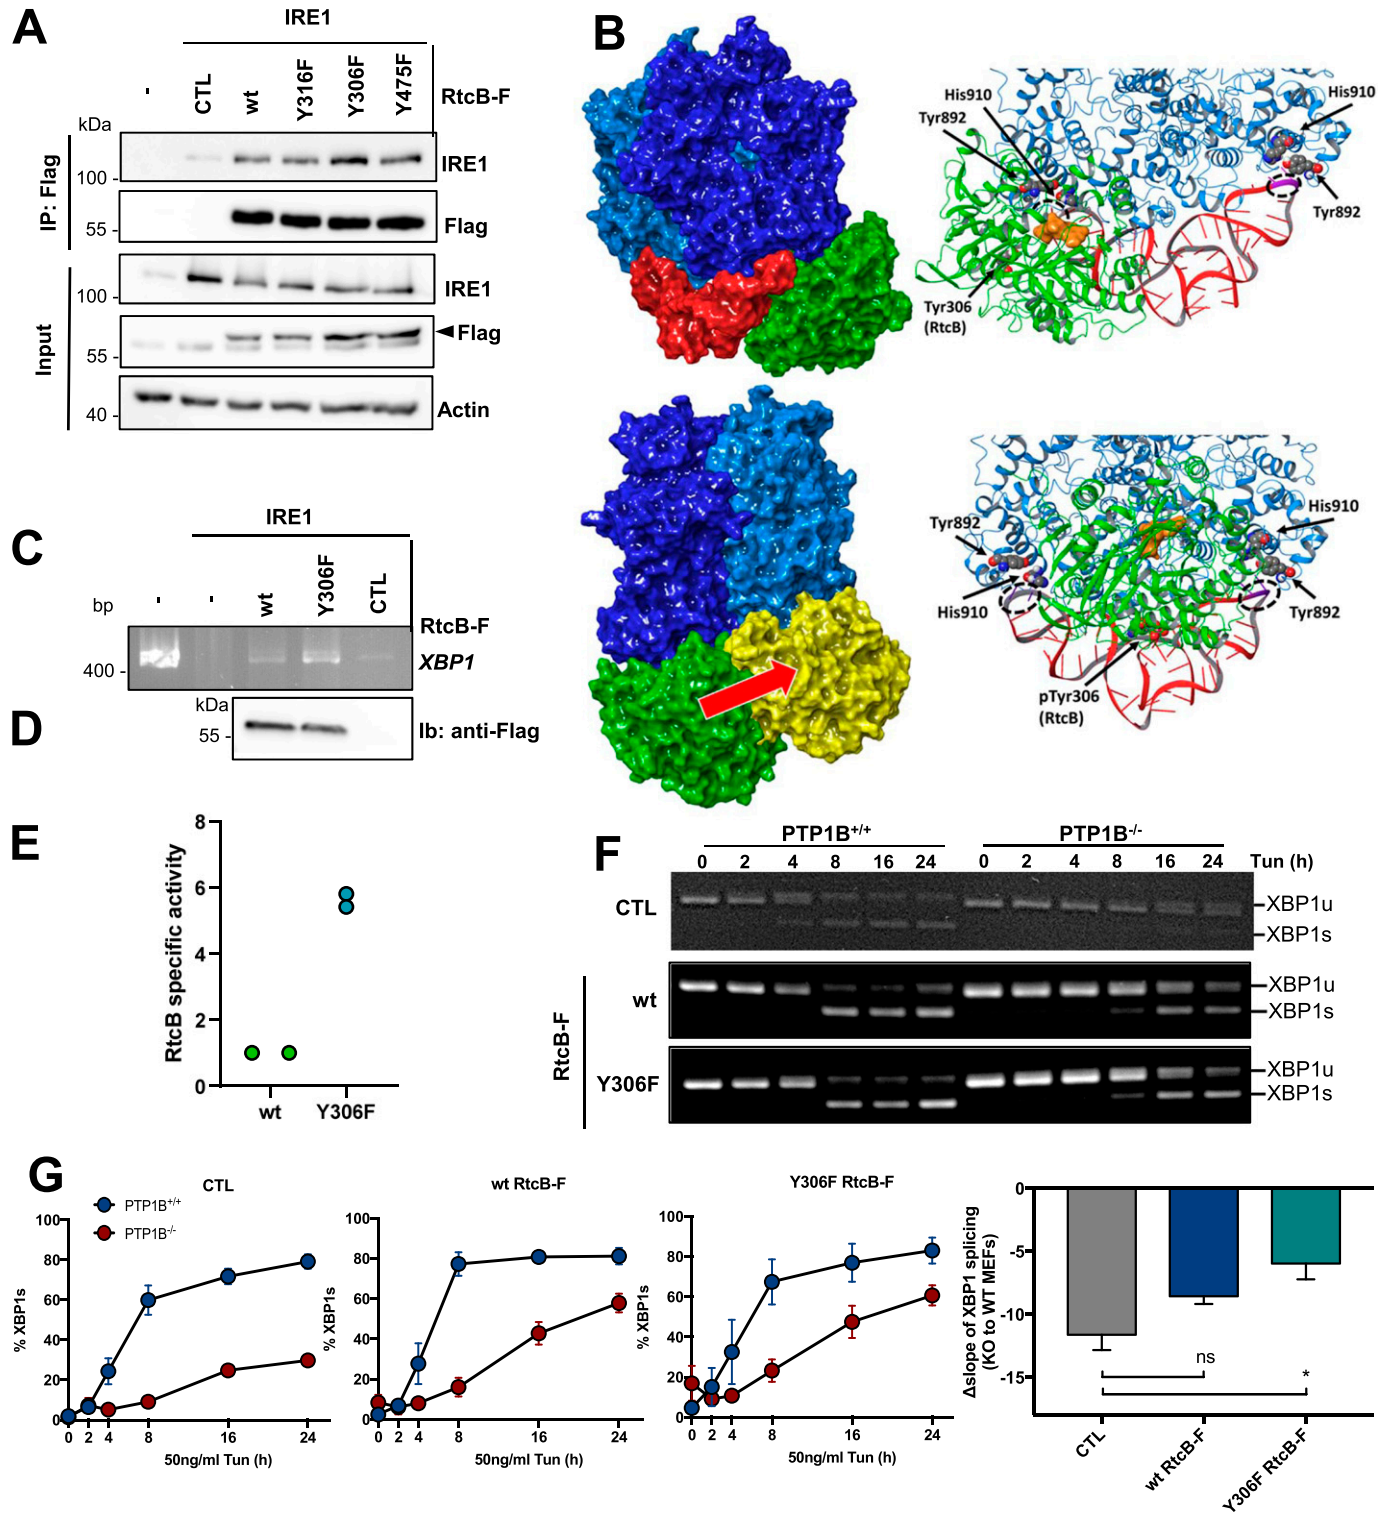 A
IRE1
-
CTL
wt
Y316F
Y306F
Y475F
RtcB-F
kDa
IP: Flag
100 -
IRE1
55 -
Flag
Input
100 -
IRE1
55 -
Flag
40 -
Actin
B
His910
Tyr892
His910
Tyr892
Tyr306
(RtcB)
Tyr892
His910
His910
Tyr892
pTyr306
(RtcB)
C
IRE1
-
-
wt
Y306F
CTL
RtcB-F
bp
400 -
XBP1
D
kDa
55 -
Ib: anti-Flag
E
RtcB specific activity
8
6
4
2
0
wt
Y306F
F
PTP1B+/+
PTP1B-/-
0 2 4 8 16 24 0 2 4 8 16 24 Tun (h)
CTL
XBP1u
XBP1s
RtcB-F
wt
XBP1u
XBP1s
Y306F
XBP1u
XBP1s
G
CTL
PTP1B+/+
PTP1B-/-
% XBP1s
100
80
60
40
20
0
0 2 4 8 16 24
50ng/ml Tun (h)
wt RtcB-F
% XBP1s
100
80
60
40
20
0
0 2 4 8 16 24
50ng/ml Tun (h)
Y306F RtcB-F
% XBP1s
100
80
60
40
20
0
0 2 4 8 16 24
50ng/ml Tun (h)
Δslope of XBP1 splicing
(KO to WT MEFs)
0
-5
-10
-15
ns
*
CTL
wt RtcB-F
Y306F RtcB-F